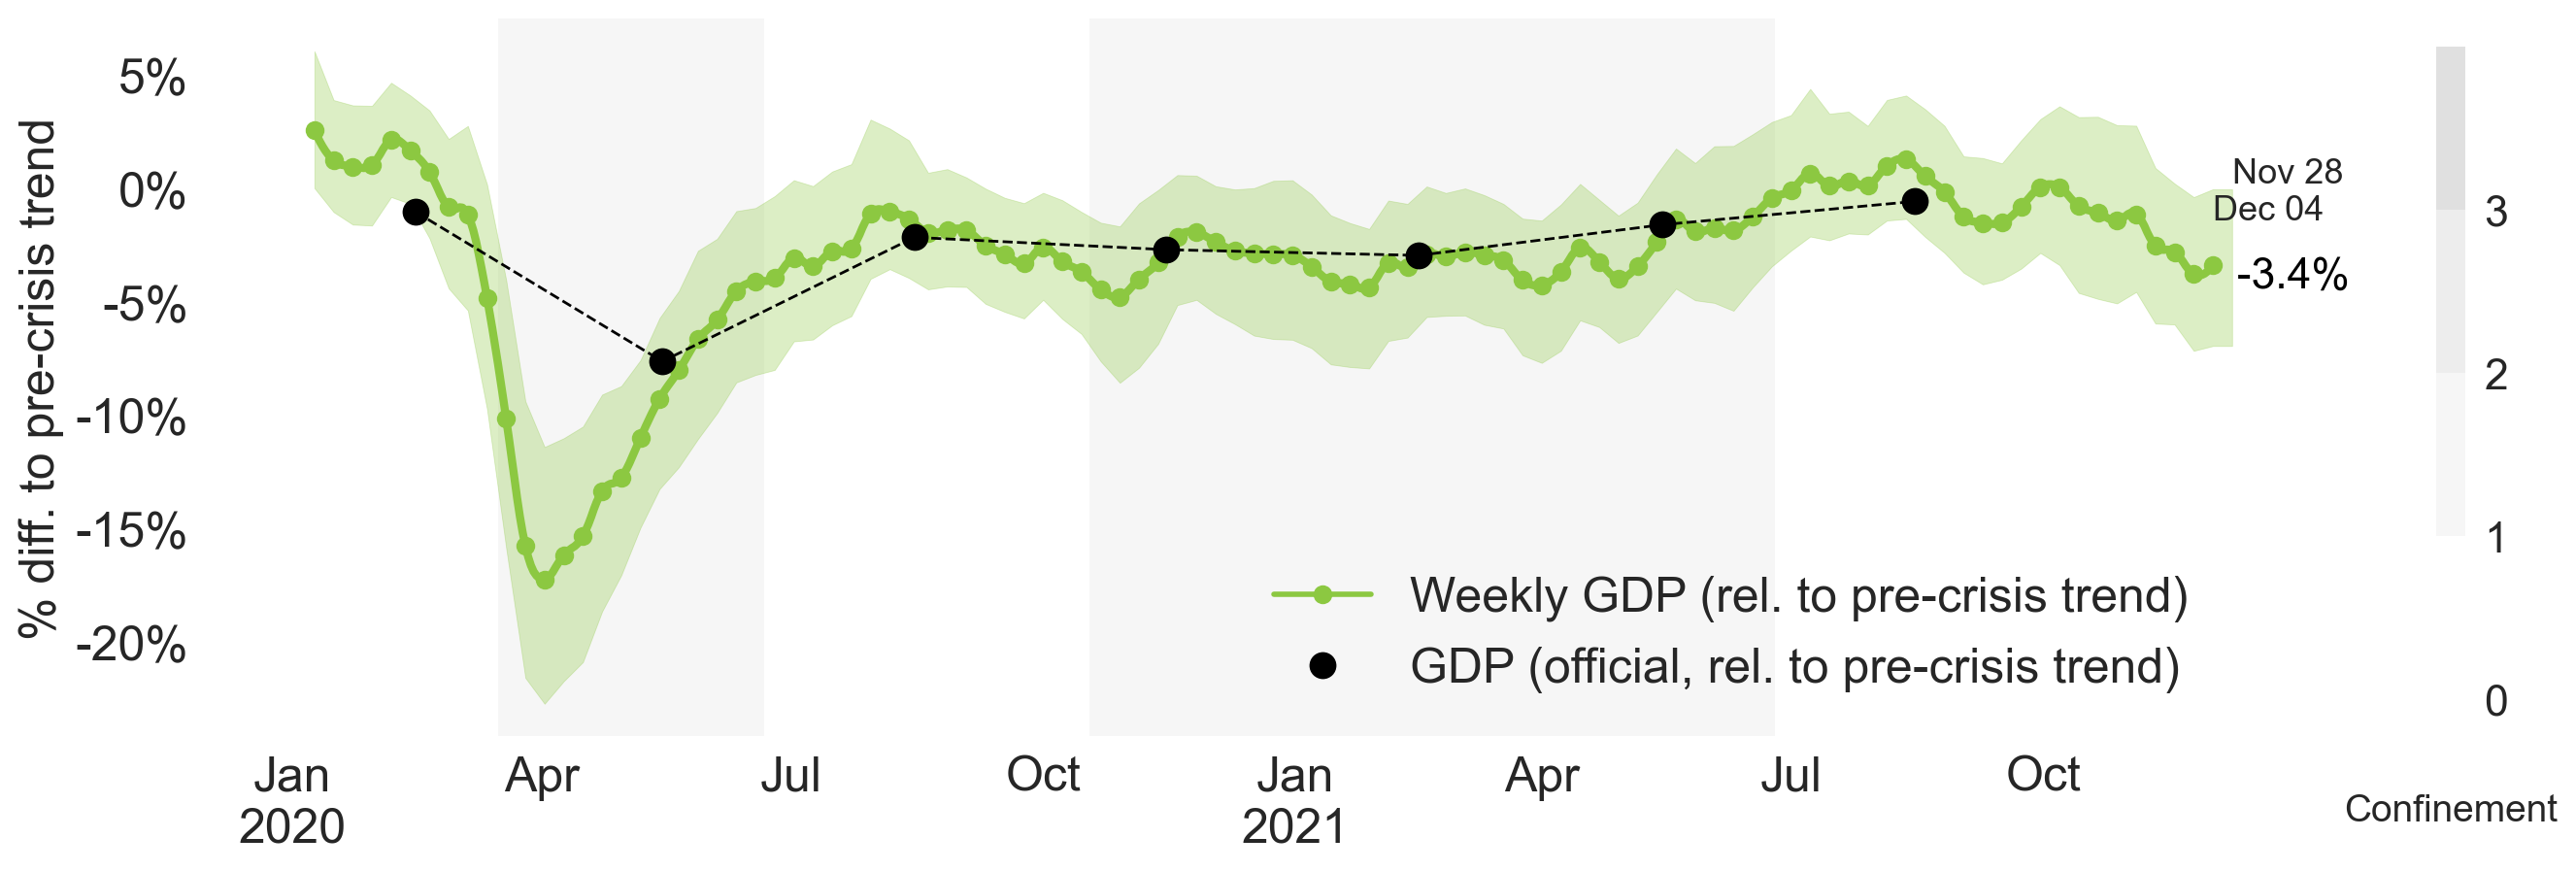 % diff. to pre-crisis trend
5%
0%
-5%
-10%
-15%
-20%
Nov 28
Dec 04
-3.4%
Weekly GDP (rel. to pre-crisis trend)
GDP (official, rel. to pre-crisis trend)
Jan
2020
Apr
Jul
Oct
Jan
2021
Apr
Jul
Oct
3
2
1
0
Confinement